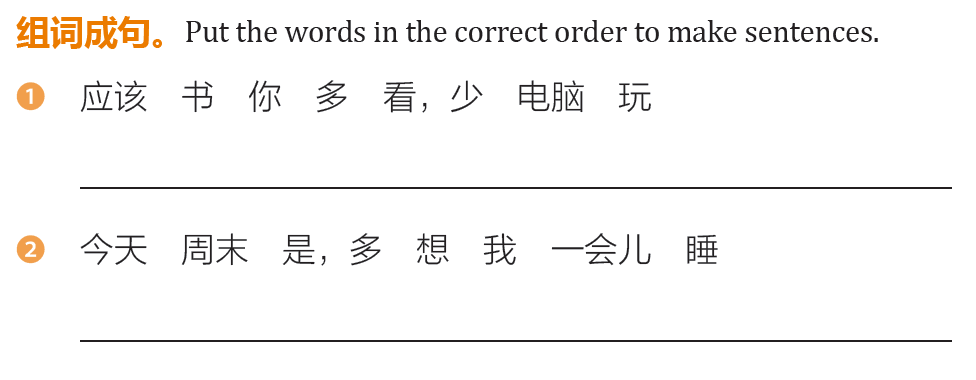 组词成句。Put the words in the correct order to make sentences.
1 应该 书 你 多 看，少 电脑 玩
2 今天 周末 是，多 想 我 一会儿 睡